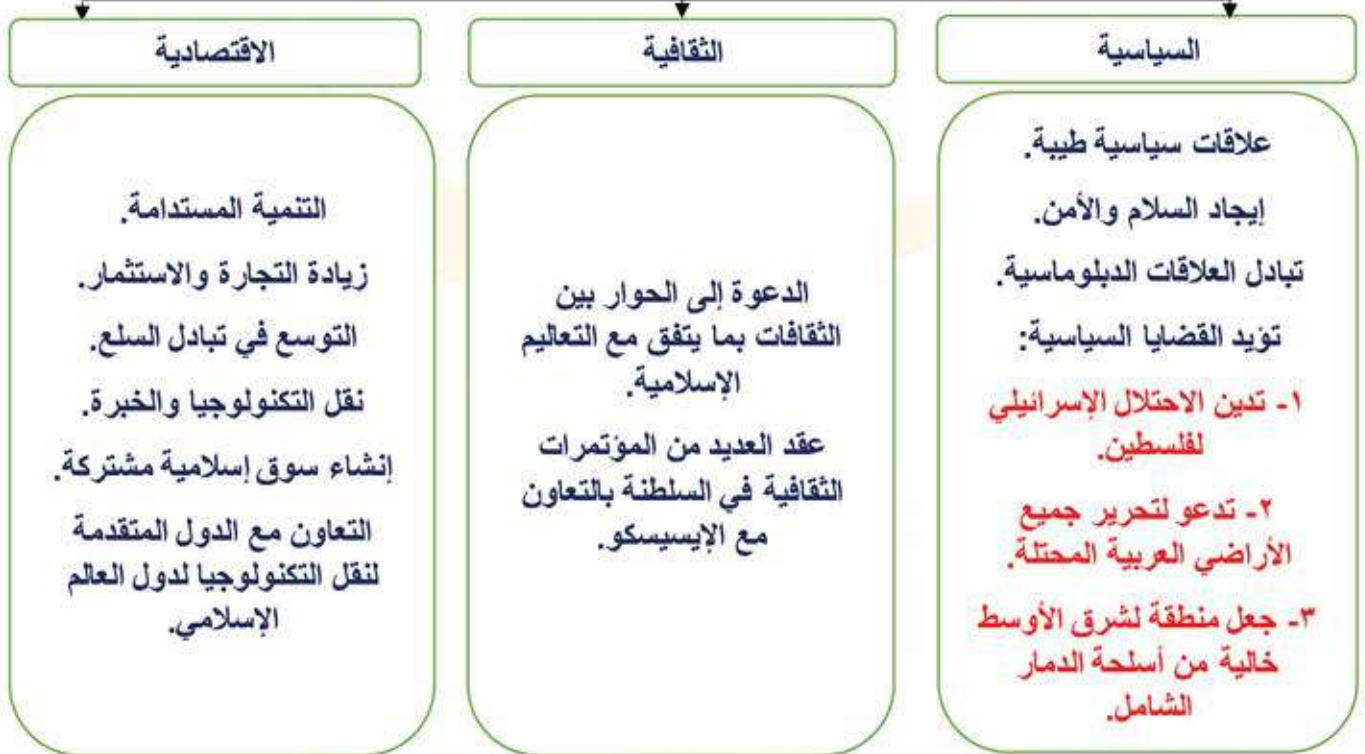 السياسية
علاقات سياسية طيبة.
إيجاد السلام والأمن.
تبادل العلاقات الدبلوماسية.
تؤيد القضايا السياسية:
١- تدين الاحتلال الإسرائيلي
لفلسطين.
٢- تدعو لتحرير جميع
الأراضي العربية المحتلة.
٣- جعل منطقة لشرق الأوسط
خالية من أسلحة الدمار
الشامل.
الثقافية
الدعوة إلى الحوار بين
الثقافات بما يتفق مع التعاليم
الإسلامية.
عقد العديد من المؤتمرات
الثقافية في السلطنة بالتعاون
مع الإيسيسكو.
الاقتصادية
التنمية المستدامة.
زيادة التجارة والاستثمار.
التوسع في تبادل السلع.
نقل التكنولوجيا والخبرة.
إنشاء سوق إسلامية مشتركة.
التعاون مع الدول المتقدمة
لنقل التكنولوجيا لدول العالم
الإسلامي.